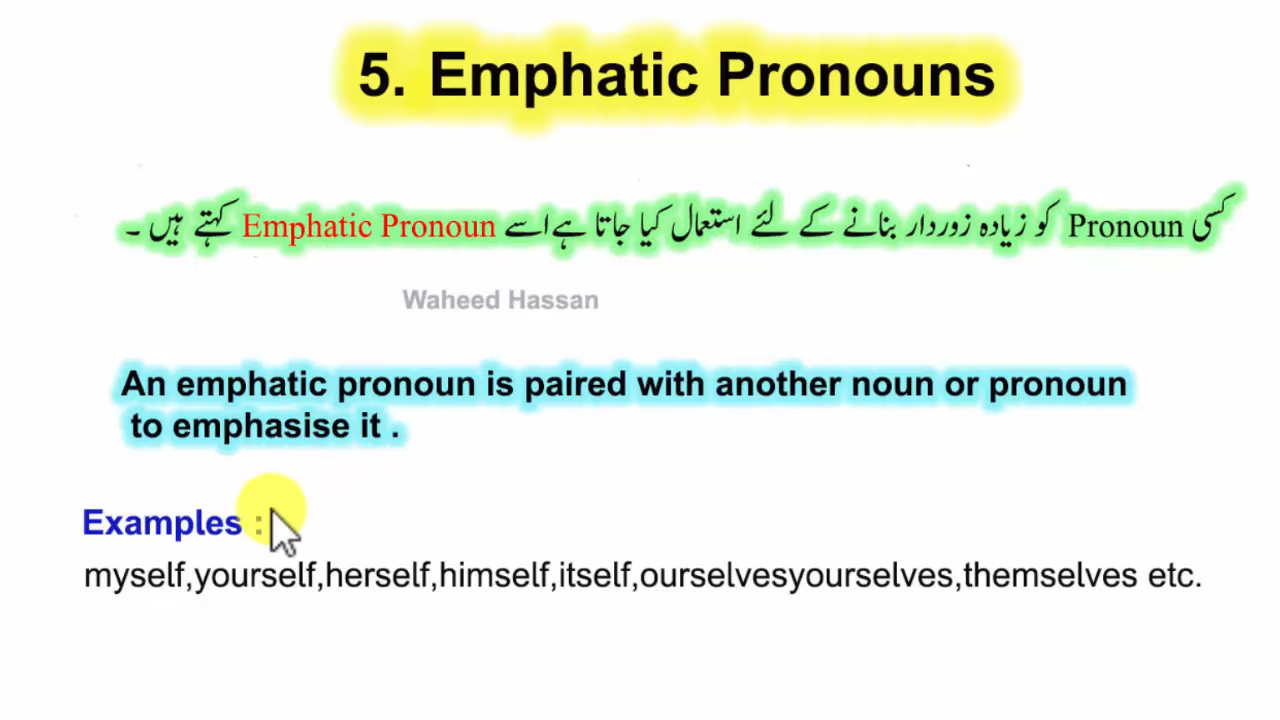 5. Emphatic Pronouns
کسی Pronoun کو زیادہ زوردار بنانے کے لئے استعمال کیا جاتا ہے اسے Emphatic Pronoun کہتے ہیں ۔
Waheed Hassan
An emphatic pronoun is paired with another noun or pronoun
to emphasise it .
Examples :
myself,yourself,herself,himself,itself,ourselvesyourselves,themselves etc.